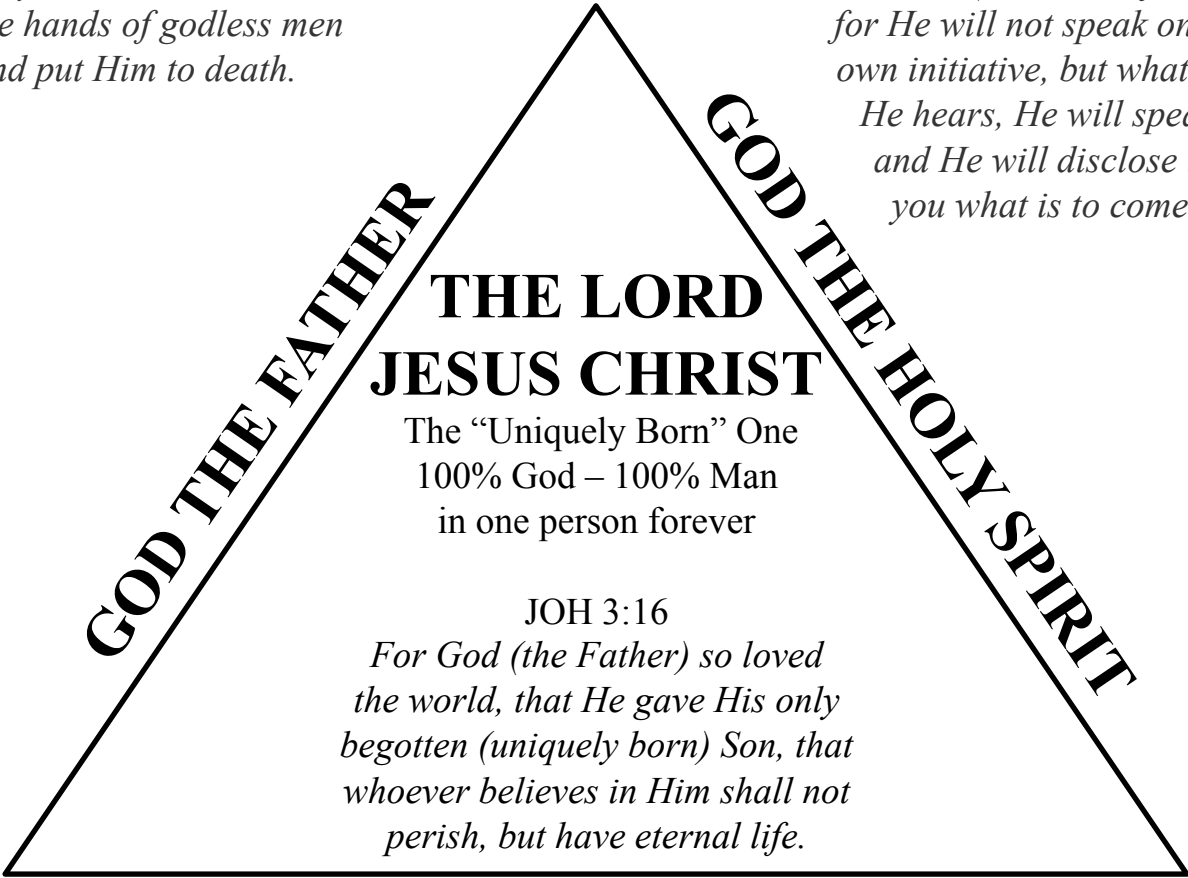 e hands of godless men
nd put Him to death.
for He will not speak on
own initiative, but what
He hears, He will spea
and He will disclose
you what is to come
GOD THE FATHER
GOD THE HOLY SPIRIT
THE LORD
JESUS CHRIST
The “Uniquely Born” One
100% God – 100% Man
in one person forever
JOH 3:16
For God (the Father) so loved
the world, that He gave His only
begotten (uniquely born) Son, that
whoever believes in Him shall not
perish, but have eternal life.